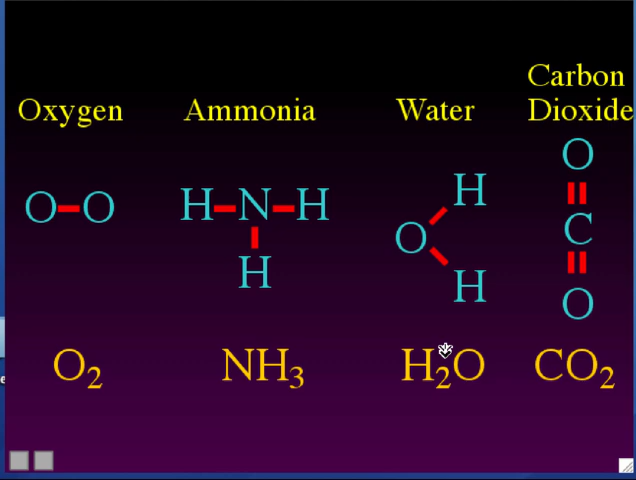 Oxygen
Ammonia
Water
Carbon
Dioxide
O-O
H-N-H
H
H
O
H
O
C
O
O2
NH3
H2O
CO2
e